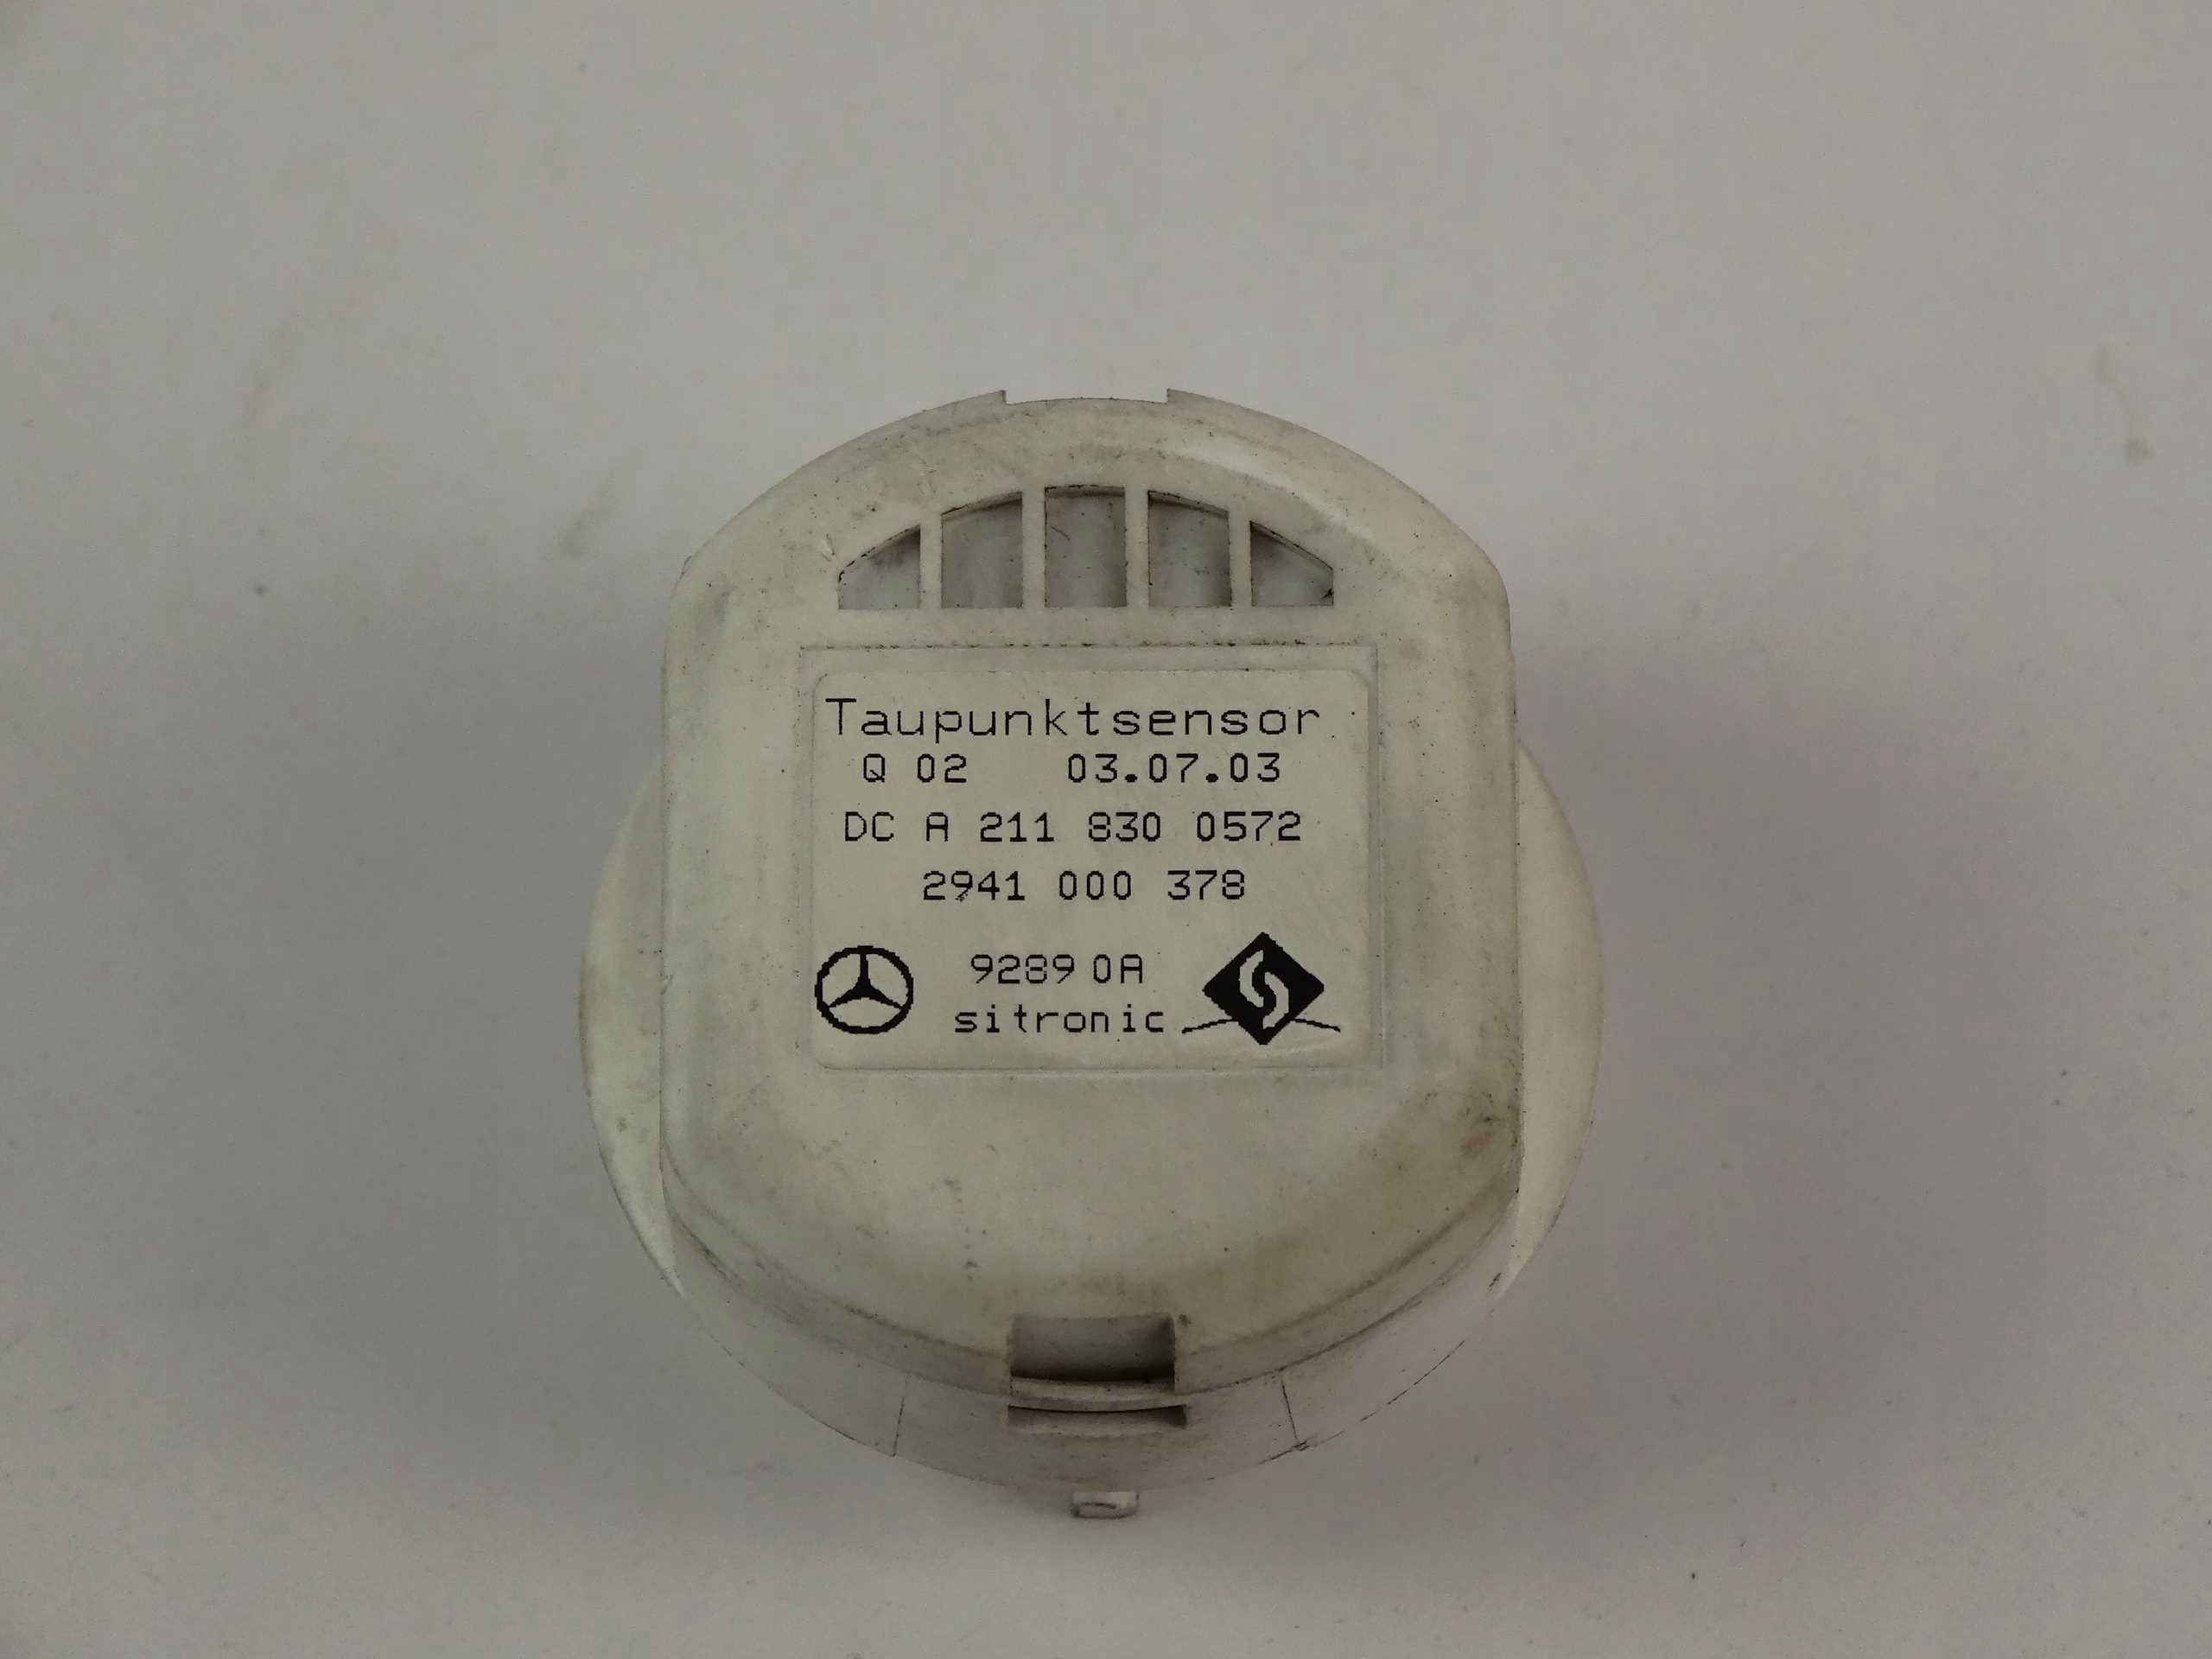 Taupunktsensor
Q 02 03.07.03
DC A 211 830 0572
2941 000 378
9289 0A
sitronic